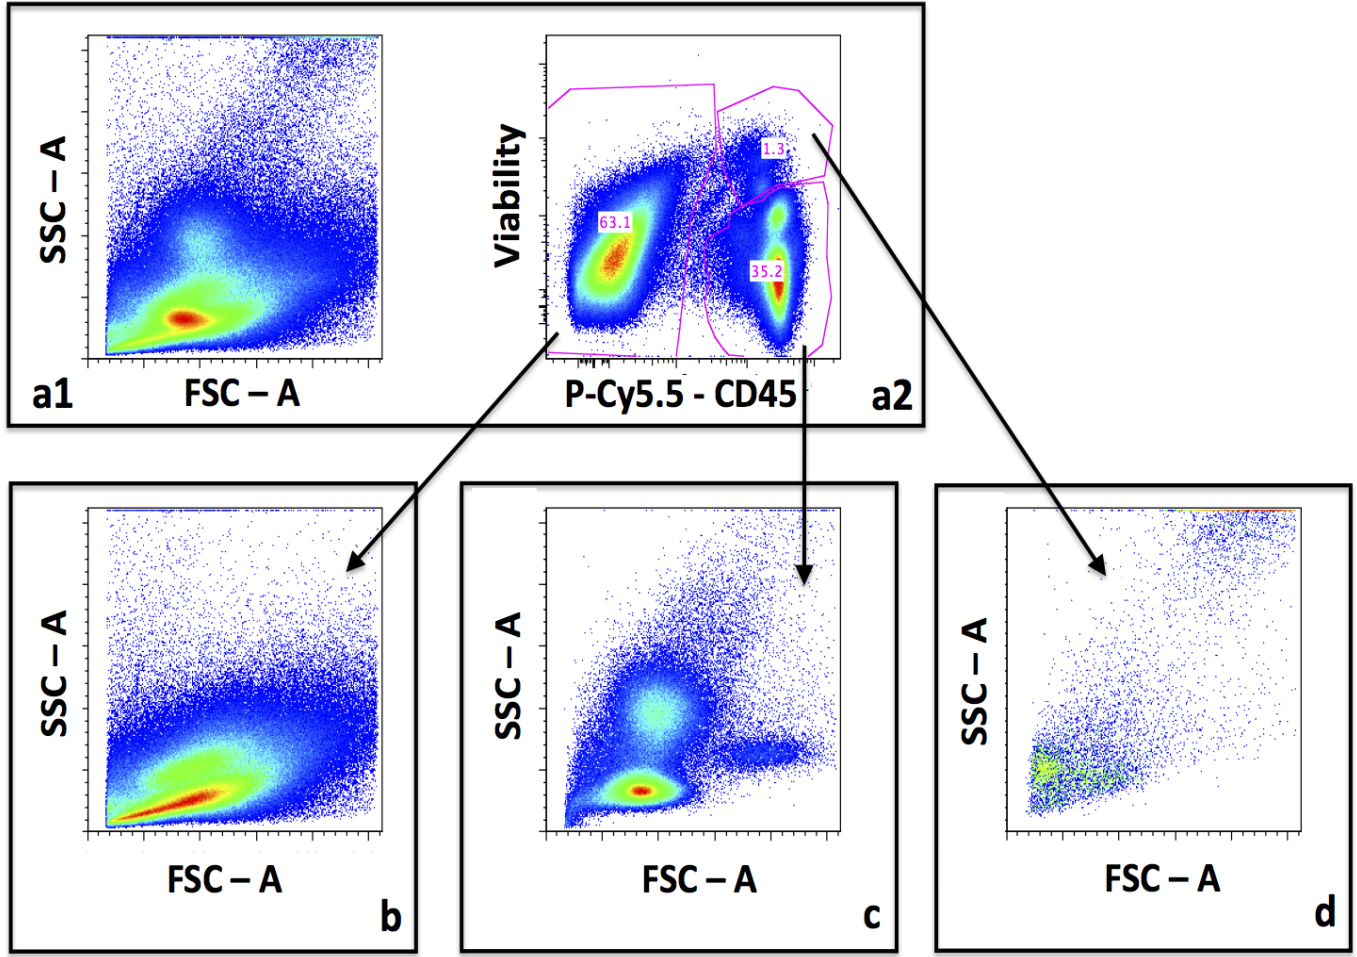 SSC – A
a1
FSC – A
Viability
63.1
1.3
35.2
P-Cy5.5 - CD45
a2
SSC – A
FSC – A
b
SSC – A
FSC – A
c
SSC – A
FSC – A
d